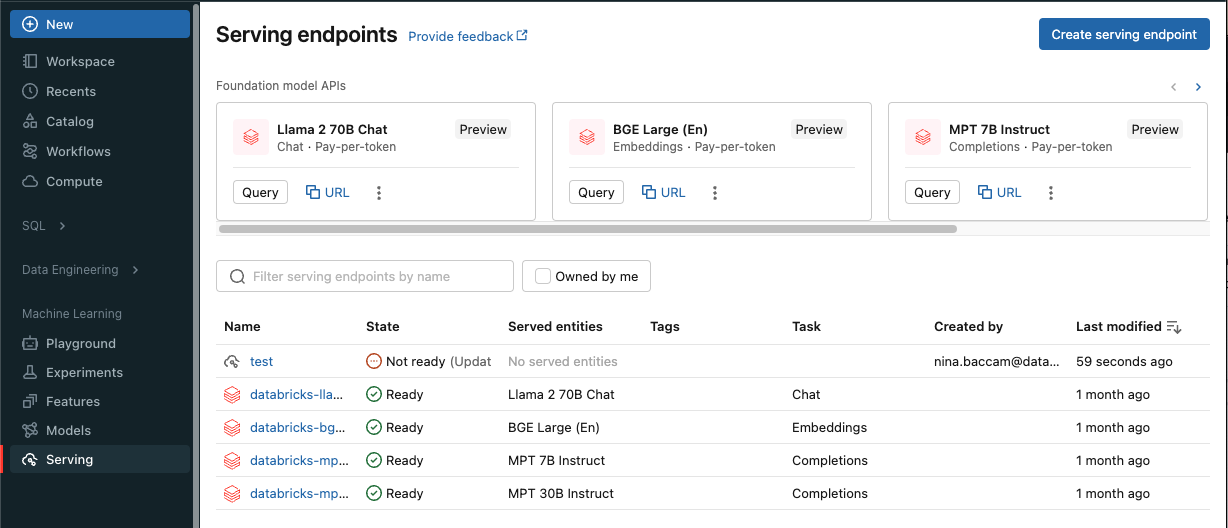 New
Workspace
Recents
Catalog
Workflows
Compute
SQL
Data Engineering
Machine Learning
Playground
Experiments
Features
Models
Serving
Serving endpoints Provide feedback
Create serving endpoint
Foundation model APIs
Llama 2 70B Chat Preview
Chat · Pay-per-token
Query URL
BGE Large (En) Preview
Embeddings · Pay-per-token
Query URL
MPT 7B Instruct Preview
Completions · Pay-per-token
Query URL
Filter serving endpoints by name Owned by me
Name State Served entities Tags Task Created by Last modified
test Not ready (Updat No served entities nina.baccam@data... 59 seconds ago
databricks-lla... Ready Llama 2 70B Chat Chat 1 month ago
databricks-bg... Ready BGE Large (En) Embeddings 1 month ago
databricks-mp... Ready MPT 7B Instruct Completions 1 month ago
databricks-mp... Ready MPT 30B Instruct Completions 1 month ago